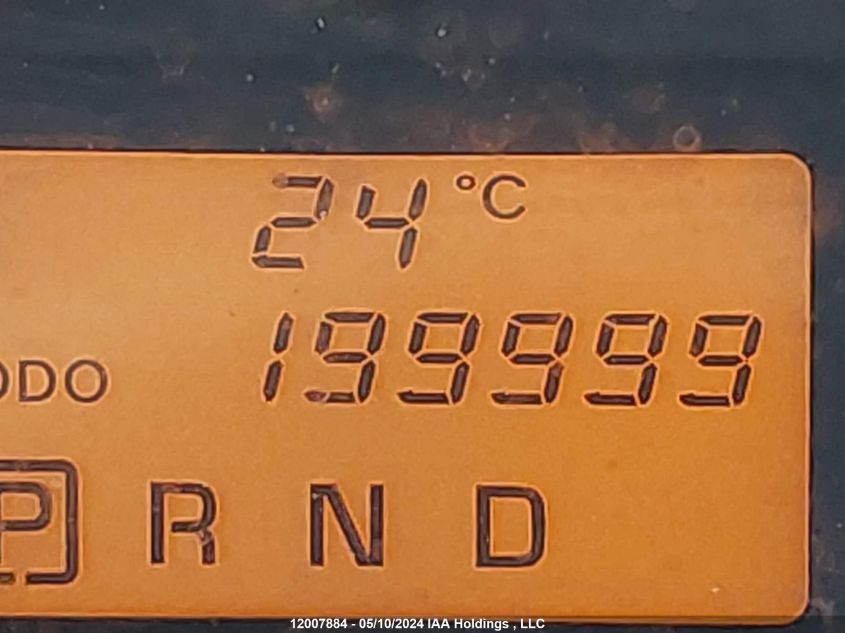 24 °C
ODO 199999
P R N D
12007884 - 05/10/2024 IAA Holdings , LLC